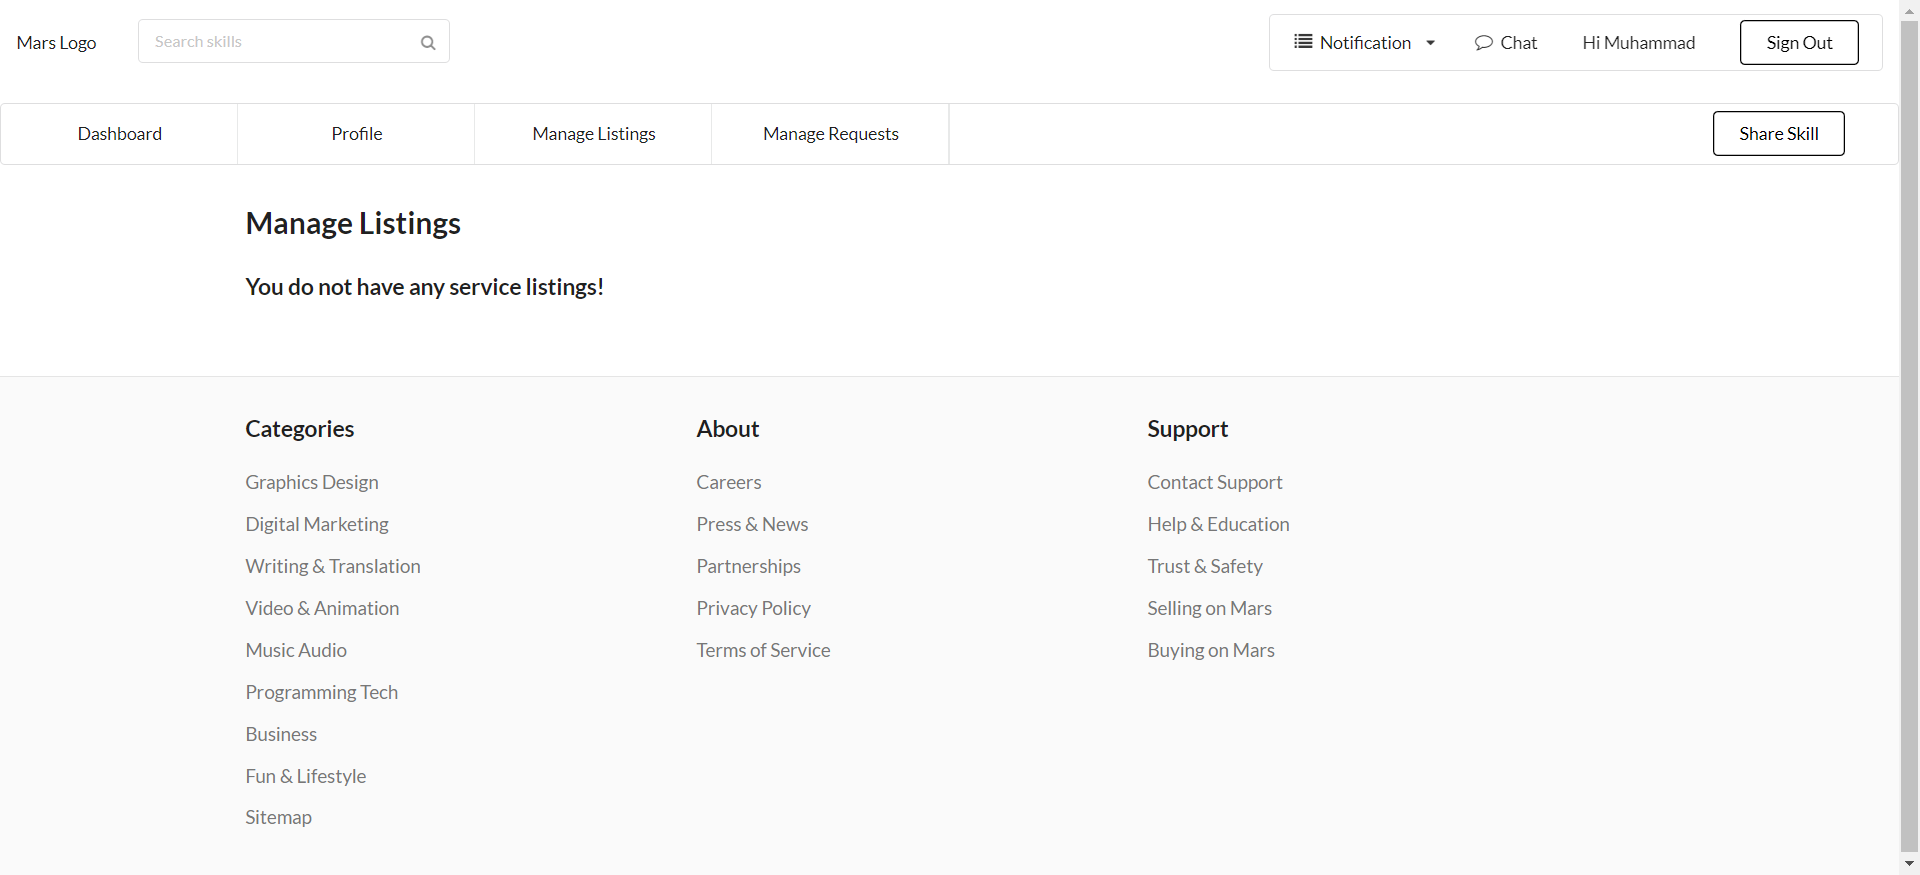 Mars Logo
Search skills
Notification
Chat
Hi Muhammad
Sign Out
Dashboard
Profile
Manage Listings
Manage Requests
Share Skill
Manage Listings
You do not have any service listings!
Categories
Graphics Design
Digital Marketing
Writing & Translation
Video & Animation
Music Audio
Programming Tech
Business
Fun & Lifestyle
Sitemap
About
Careers
Press & News
Partnerships
Privacy Policy
Terms of Service
Support
Contact Support
Help & Education
Trust & Safety
Selling on Mars
Buying on Mars